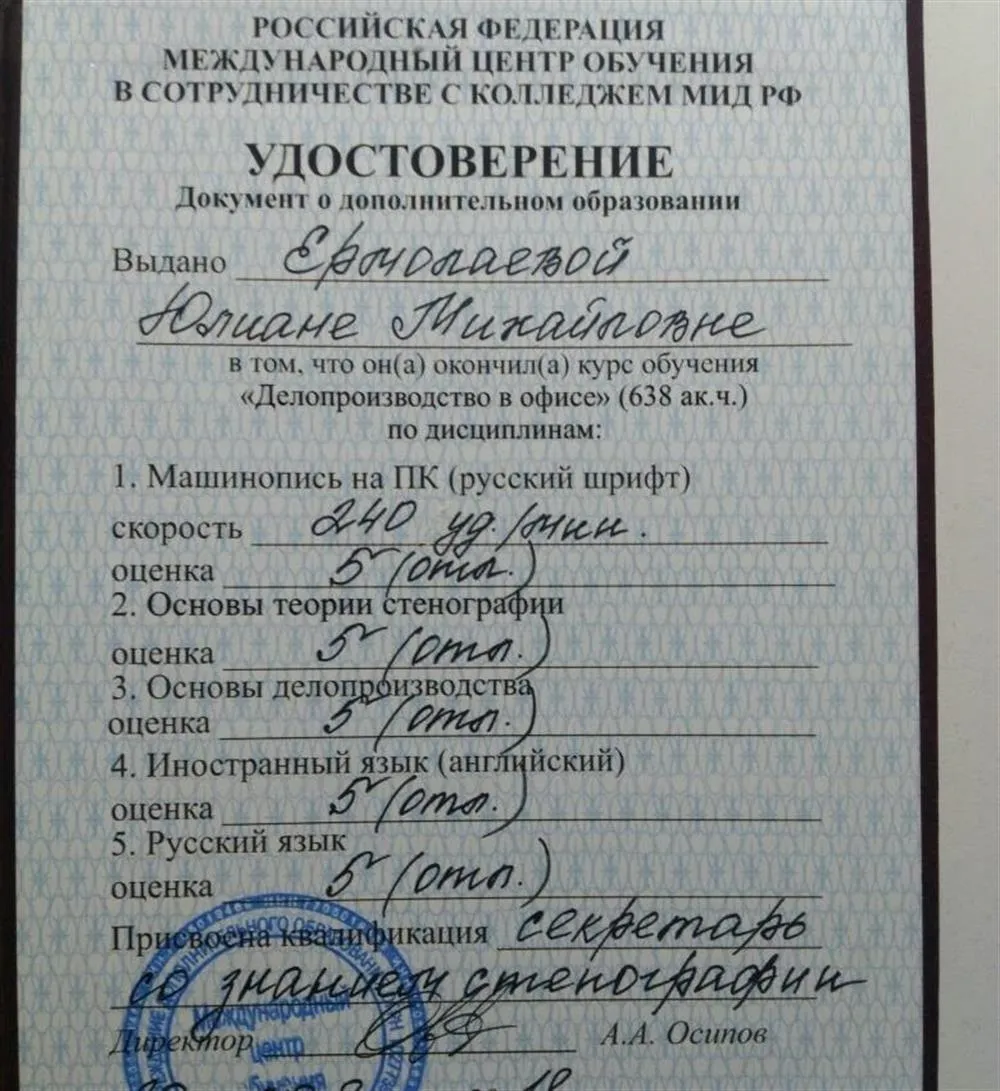 РОССИЙСКАЯ ФЕДЕРАЦИЯ
МЕЖДУНАРОДНЫЙ ЦЕНТР ОБУЧЕНИЯ
В СОТРУДНИЧЕСТВЕ С КОЛЛЕДЖЕМ МИД РФ
УДОСТОВЕРЕНИЕ
Документ о дополнительном образовании
Выдано Ермолаевой
Юлиане Михайловне
в том, что он(а) окончил(а) курс обучения
«Делопроизводство в офисе» (638 ак.ч.)
по дисциплинам:
1. Машинопись на ПК (русский шрифт)
скорость 240 уд./мин.
оценка 5 (отл.)
2. Основы теории стенографии
оценка 5 (отл.)
3. Основы делопроизводства
оценка 5 (отл.)
4. Иностранный язык (английский)
оценка 5 (отл.)
5. Русский язык
оценка 5 (отл.)
Присвоена квалификация секретарь
со знанием стенографии
Директор А.А. Осипов
Международный
центр